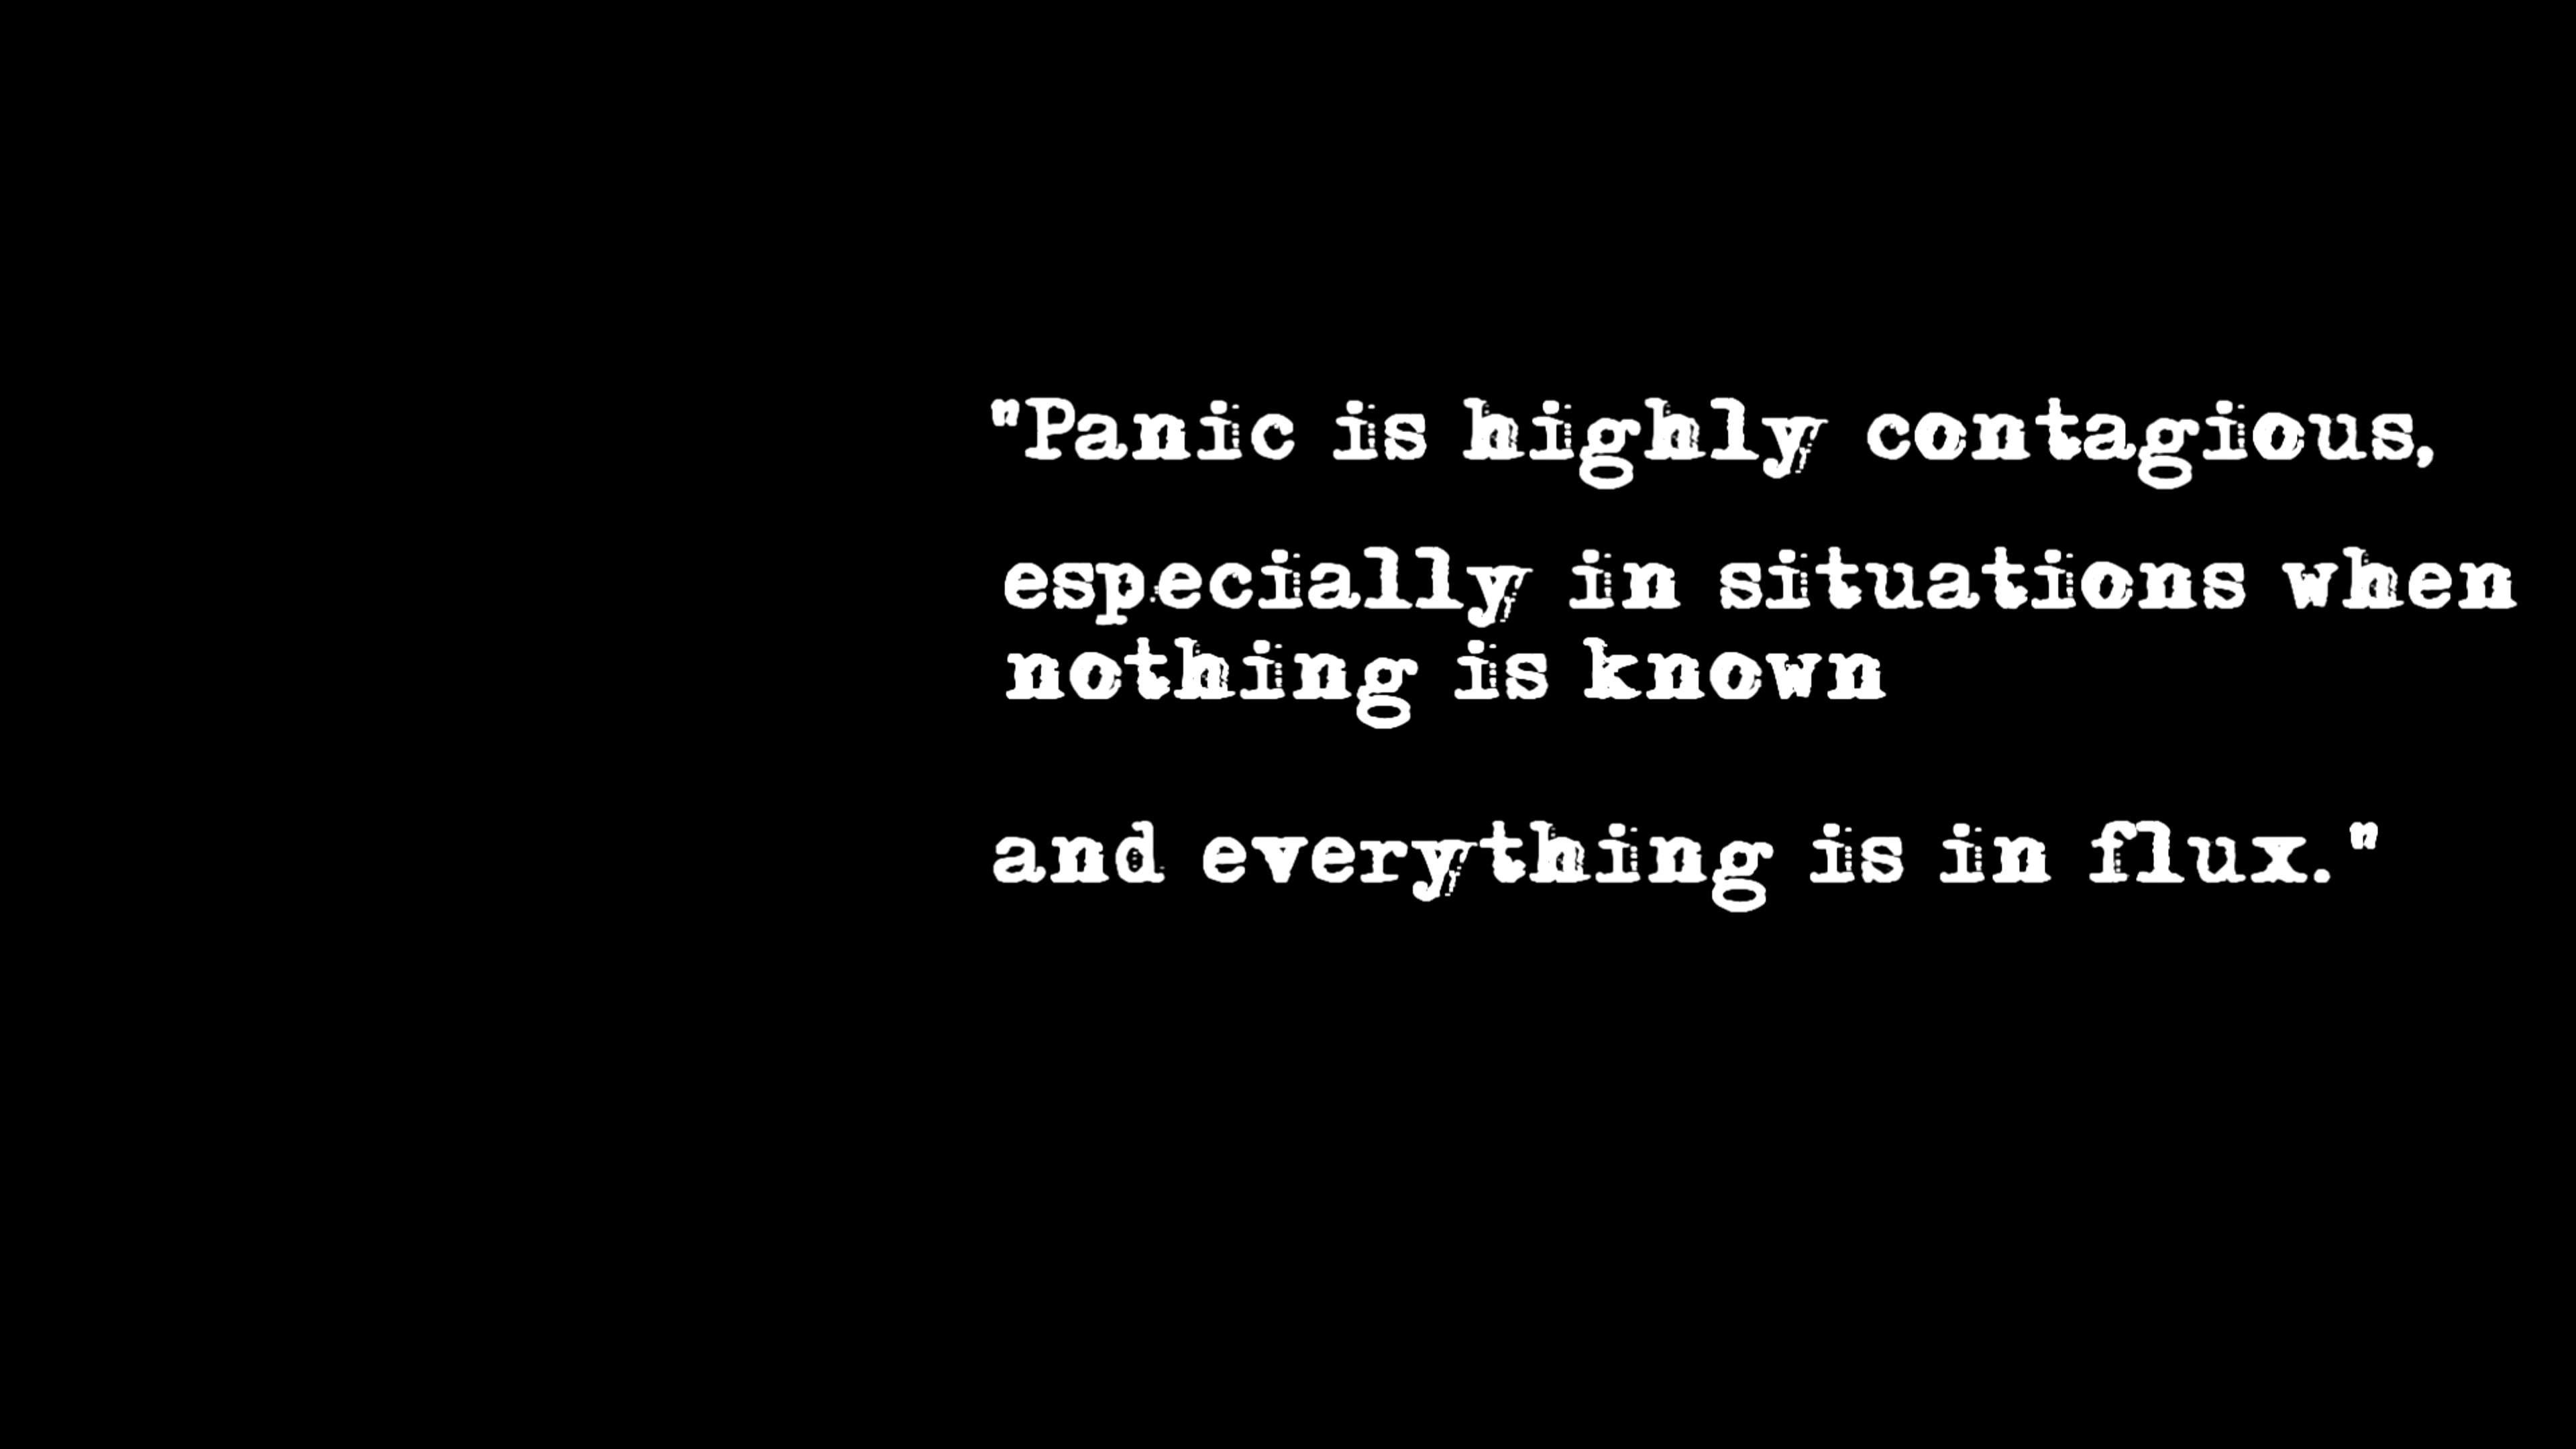 "Panic is highly contagious,
especially in situations when
nothing is known
and everything is in flux."